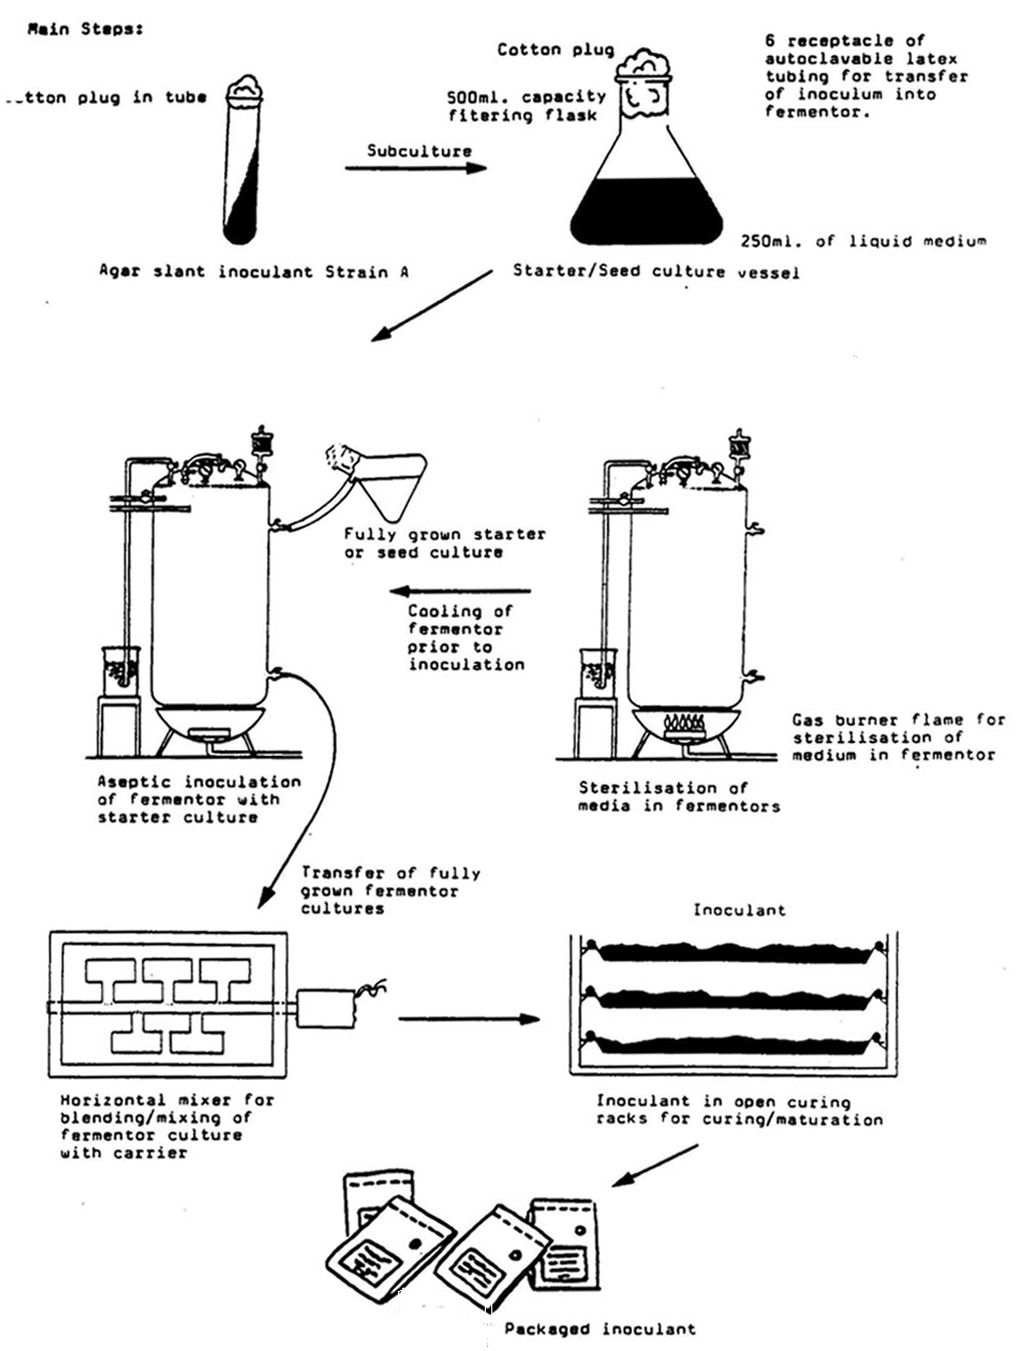 Main Steps:
Cotton plug
6 receptacle of
autoclavable latex
tubing for transfer
of inoculum into
fermentor.
tton plug in tube
500ml. capacity
fitering flask
Subculture
250ml. of liquid medium
Agar slant inoculant Strain A
Starter/Seed culture vessel
Fully grown starter
or seed culture
Cooling of
fermentor
prior to
inoculation
Gas burner flame for
sterilisation of
medium in fermentor
Aseptic inoculation
of fermentor with
starter culture
Sterilisation of
media in fermentors
Transfer of fully
grown fermentor
cultures
Inoculant
Horizontal mixer for
blending/mixing of
fermentor culture
with carrier
Inoculant in open curing
racks for curing/maturation
Packaged inoculant